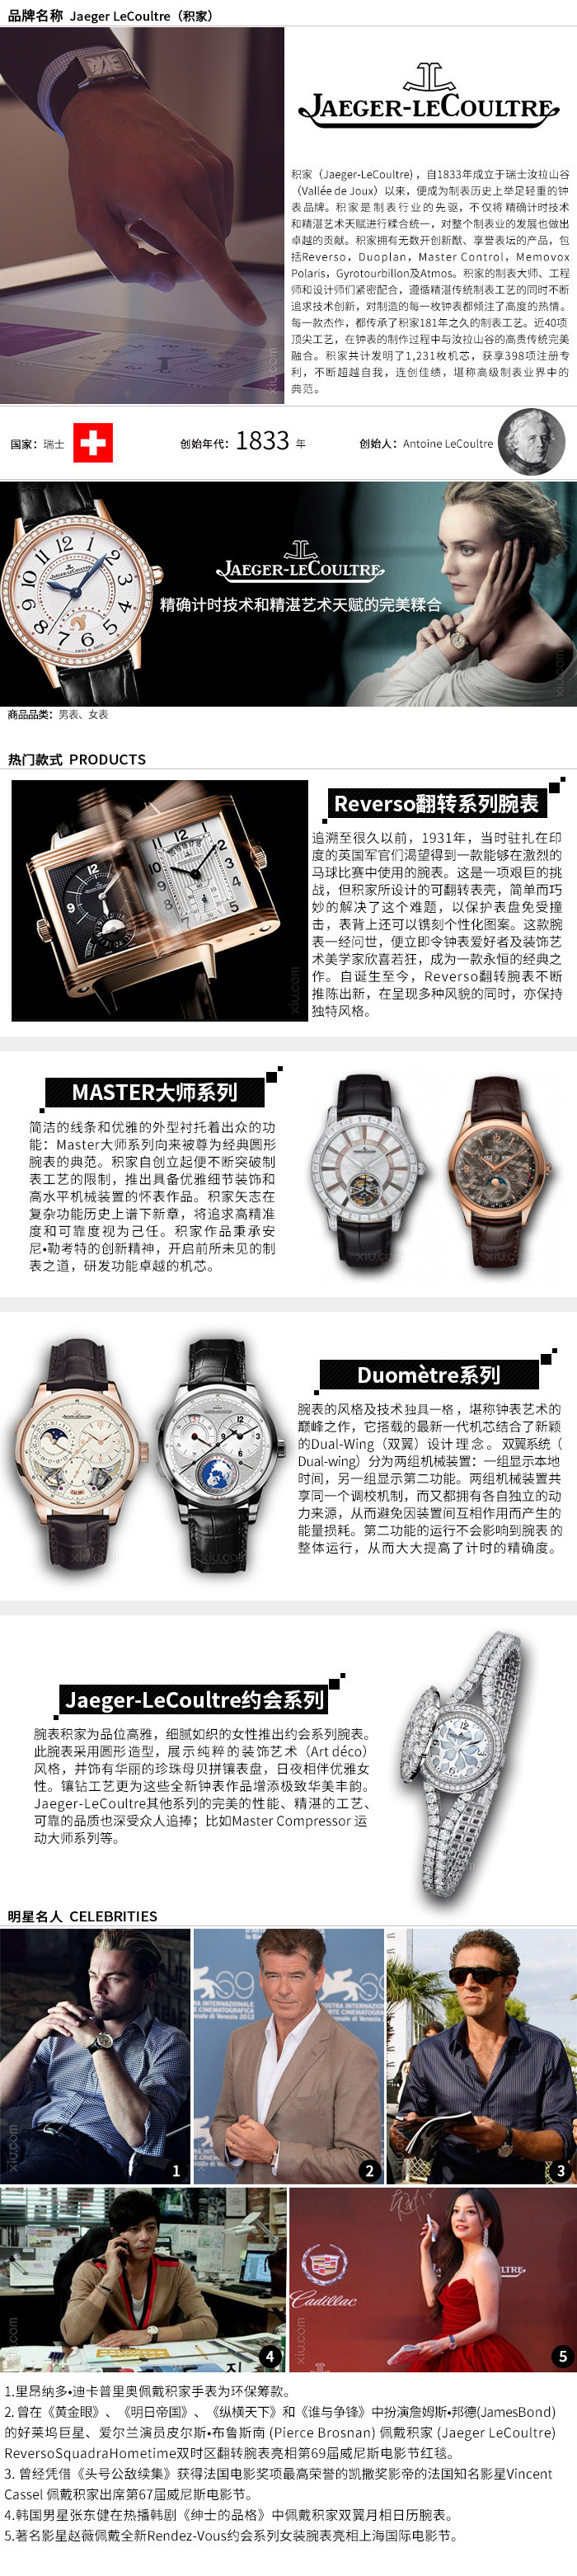 品牌名称 Jaeger LeCoultre（积家）
JAEGER-LECOULTRE
积家（Jaeger-LeCoultre），自1833年成立于瑞士汝拉山谷
（Vallée de Joux）以来，便成为制表历史上举足轻重的钟
表品牌。积家是制表行业的先驱，不仅将精确计时技术
和精湛艺术天赋进行糅合统一，对整个制表业的发展也做出
卓越的贡献。积家拥有无数开创新猷、享誉表坛的产品，包
括Reverso，Duoplan，Master Control，Memovox
Polaris，Gyrotourbillon及Atmos。积家的制表大师、工程
师和设计师们紧密配合，遵循精湛传统制表工艺的同时不断
追求技术创新，对制造的每一枚钟表都倾注了高度的热情。
每一款杰作，都传承了积家181年之久的制表工艺。近40项
顶尖工艺，在钟表的制作过程中与汝拉山谷的高贵传统完美
融合。积家共计发明了1,231枚机芯，获享398项注册专
利，不断超越自我，连创佳绩，堪称高级制表业界中的
典范。
xiu.com
国家：瑞士
创始年代：1833 年
创始人：Antoine LeCoultre
JAEGER-LECOULTRE
精确计时技术和精湛艺术天赋的完美糅合
xiu.com
商品品类：男表、女表
热门款式 PRODUCTS
Reverso翻转系列腕表
追溯至很久以前，1931年，当时驻扎在印
度的英国军官们渴望得到一款能够在激烈的
马球比赛中使用的腕表。这是一项艰巨的挑
战，但积家所设计的可翻转表壳，简单而巧
妙的解决了这个难题，以保护表盘免受撞
击，表背上还可以镌刻个性化图案。这款腕
表一经问世，便立即令钟表爱好者及装饰艺
术美学家欣喜若狂，成为一款永恒的经典之
作。自诞生至今，Reverso翻转腕表不断
推陈出新，在呈现多种风貌的同时，亦保持
独特风格。
xiu.com
MASTER大师系列
简洁的线条和优雅的外型衬托着出众的功
能：Master大师系列向来被尊为经典圆形
腕表的典范。积家自创立起便不断突破制
表工艺的限制，推出具备优雅细节装饰和
高水平机械装置的怀表作品。积家矢志在
复杂功能历史上谱下新章，将追求高精准
度和可靠度视为己任。积家作品秉承安
尼•勒考特的创新精神，开启前所未见的制
表之道，研发功能卓越的机芯。
xiu.com
xiu.com
Duomètre系列
腕表的风格及技术独具一格，堪称钟表艺术的
巅峰之作，它搭载的最新一代机芯结合了新颖
的Dual-Wing（双翼）设计理念。双翼系统（
Dual-wing）分为两组机械装置：一组显示本地
时间，另一组显示第二功能。两组机械装置共
享同一个调校机制，而又都拥有各自独立的动
力来源，从而避免因装置间互相作用而产生的
能量损耗。第二功能的运行不会影响到腕表的
整体运行，从而大大提高了计时的精确度。
xiu.com
xiu.com
Jaeger-LeCoultre约会系列
腕表积家为品位高雅，细腻如织的女性推出约会系列腕表。
此腕表采用圆形造型，展示纯粹的装饰艺术（Art déco）
风格，并饰有华丽的珍珠母贝拼镶表盘，日夜相伴优雅女
性。镶钻工艺更为这些全新钟表作品增添极致华美丰韵。
Jaeger-LeCoultre其他系列的完美的性能、精湛的工艺、
可靠的品质也深受众人追捧；比如Master Compressor 运
动大师系列等。
明星名人 CELEBRITIES
xiu.com
1
2
3
xiu.com
4
Cadillac
xiu.com
5
1.里昂纳多•迪卡普里奥佩戴积家手表为环保筹款。
2.曾在《黄金眼》、《明日帝国》、《纵横天下》和《谁与争锋》中扮演詹姆斯•邦德(JamesBond)
的好莱坞巨星、爱尔兰演员皮尔斯•布鲁斯南 (Pierce Brosnan) 佩戴积家 (Jaeger LeCoultre)
ReversoSquadraHometime双时区翻转腕表亮相第69届威尼斯电影节红毯。
3. 曾经凭借《头号公敌续集》获得法国电影奖项最高荣誉的凯撒奖影帝的法国知名影星Vincent
Cassel 佩戴积家出席第67届威尼斯电影节。
4.韩国男星张东健在热播韩剧《绅士的品格》中佩戴积家双翼月相日历腕表。
5.著名影星赵薇佩戴全新Rendez-Vous约会系列女装腕表亮相上海国际电影节。